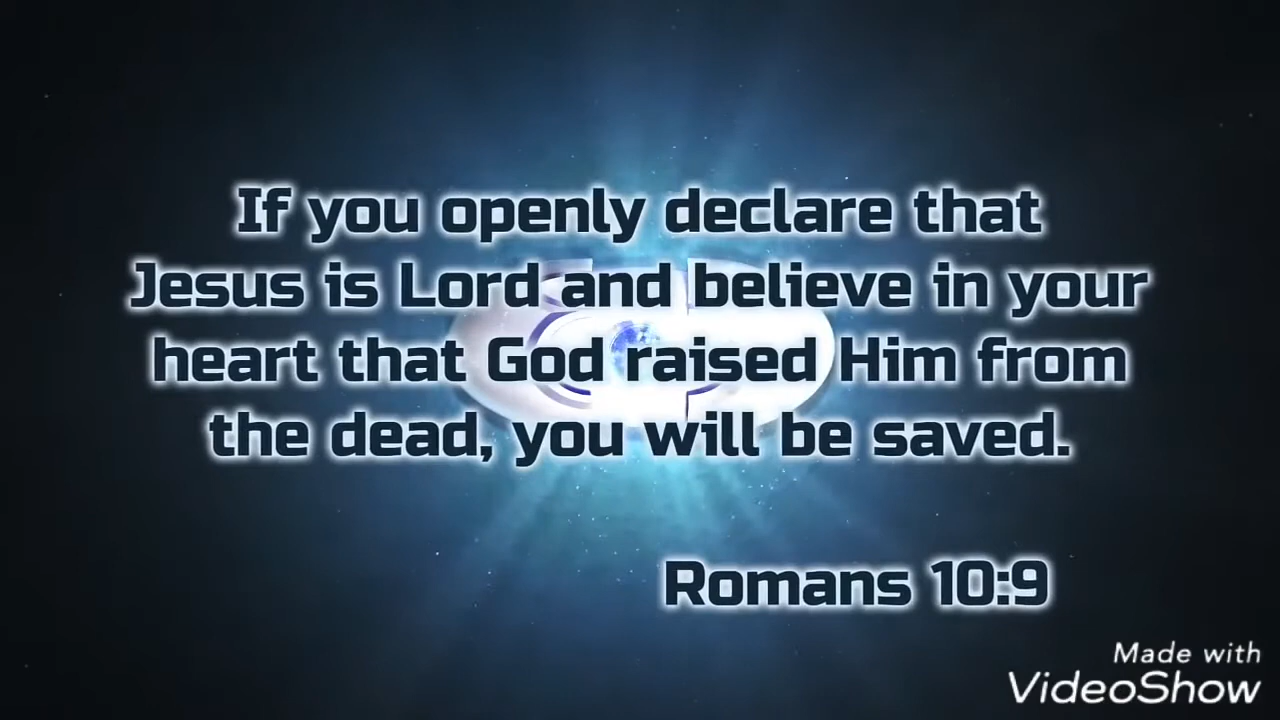 If you openly declare that
Jesus is Lord and believe in your
heart that God raised Him from
the dead, you will be saved.
Romans 10:9
Made with
VideoShow